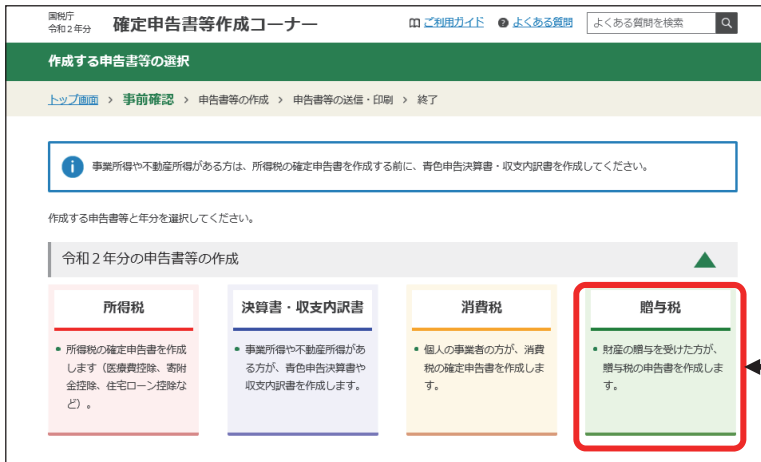 国税庁
令和2年分
確定申告書等作成コーナー
ご利用ガイド
よくある質問
よくある質問を検索
作成する申告書等の選択
トップ画面 > 事前確認 > 申告書等の作成 > 申告書等の送信・印刷 > 終了
事業所得や不動産所得がある方は、所得税の確定申告書を作成する前に、青色申告決算書・収支内訳書を作成してください。
作成する申告書等と年分を選択してください。
令和2年分の申告書等の作成
所得税
• 所得税の確定申告書を作成
します（医療費控除、寄附
金控除、住宅ローン控除な
ど）。
決算書・収支内訳書
• 事業所得や不動産所得があ
る方が、青色申告決算書や
収支内訳書を作成します。
消費税
• 個人の事業者の方が、消費
税の確定申告書を作成しま
す。
贈与税
• 財産の贈与を受けた方が、
贈与税の申告書を作成しま
す。